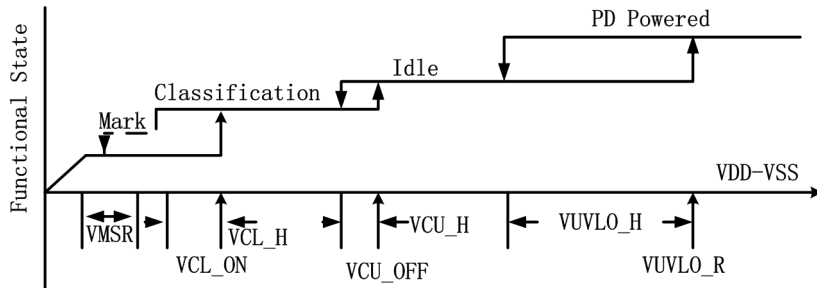 Functional State
PD Powered
Idle
Classification
Mark
VDD-VSS
VMSR
VCL_H
VCU_H
VUVLO_H
VCL_ON
VCU_OFF
VUVLO_R